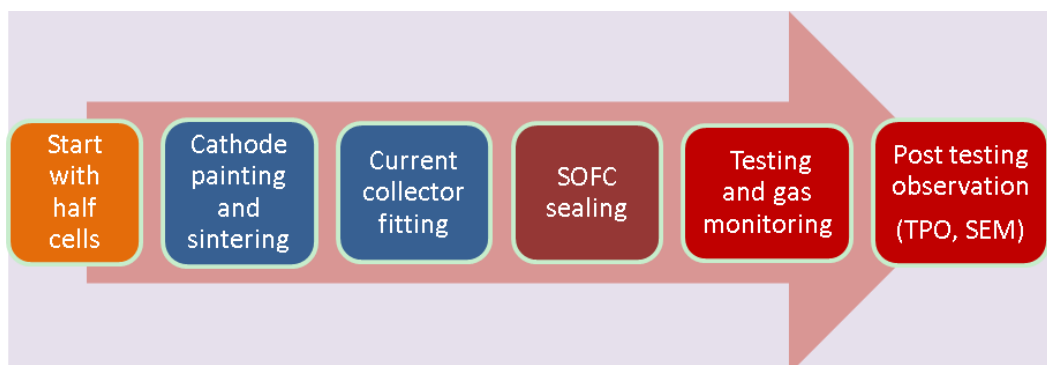 Start
with
half
cells
Cathode
painting
and
sintering
Current
collector
fitting
SOFC
sealing
Testing
and gas
monitoring
Post testing
observation
(TPO, SEM)